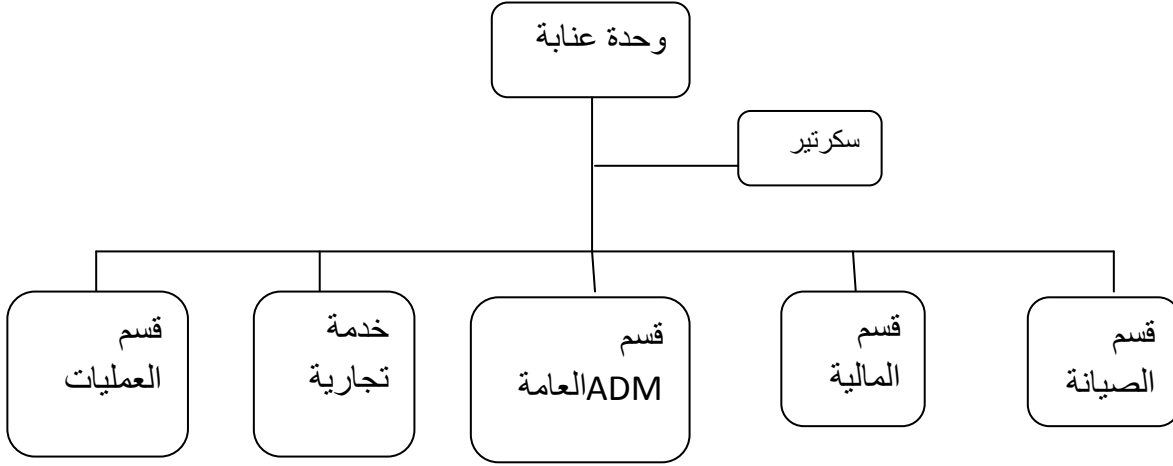 وحدة عنابة
سكرتير
قسم
الصيانة
قسم
المالية
قسم
ADMالعامة
خدمة
تجارية
قسم
العمليات